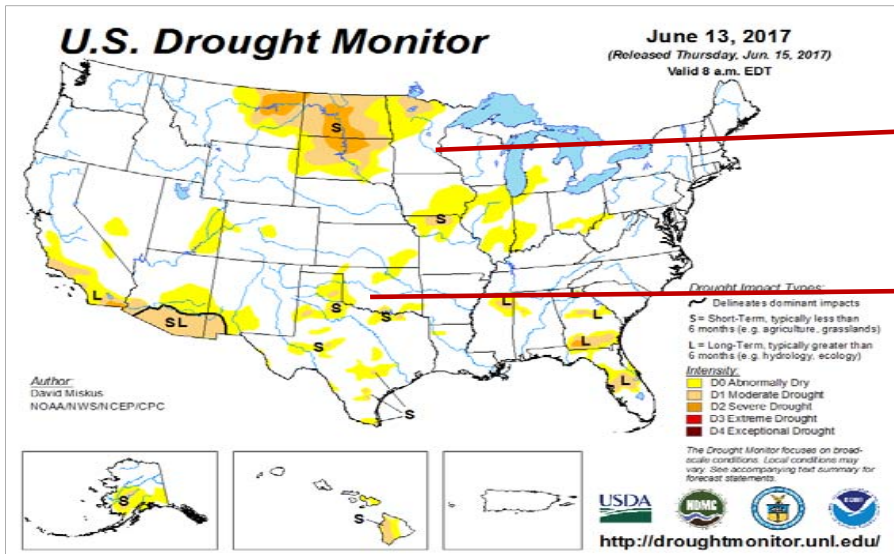 U.S. Drought Monitor
June 13, 2017
(Released Thursday, Jun. 15, 2017)
Valid 8 a.m. EDT
S
S
L
SL
S
S
S
S
L
L
L
L
Drought Impact Types:
Delineates dominant impacts
S = Short-Term, typically less than
6 months (e.g. agriculture, grasslands)
L = Long-Term, typically greater than
6 months (e.g. hydrology, ecology)
Intensity:
D0 Abnormally Dry
D1 Moderate Drought
D2 Severe Drought
D3 Extreme Drought
D4 Exceptional Drought
Author:
David Miskus
NOAA/NWS/NCEP/CPC
The Drought Monitor focuses on broad-
scale conditions. Local conditions may
vary. See accompanying text summary for
forecast statements.
S
S
USDA
NDMC
http://droughtmonitor.unl.edu/